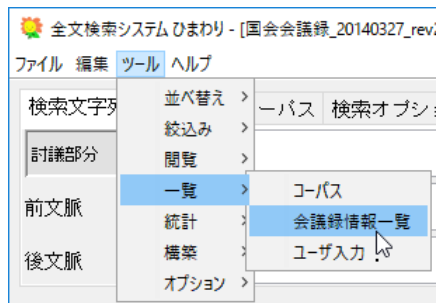 全文検索システム ひまわり - [国会会議録_20140327_rev2
ファイル 編集 ツール ヘルプ
検索文字列 ーパス 検索オプショ
並べ替え >
絞込み >
討議部分
閲覧 >
一覧 > コーパス
前文脈
統計 > 会議録情報一覧
構築 > ユーザ入力
後文脈
オプション >